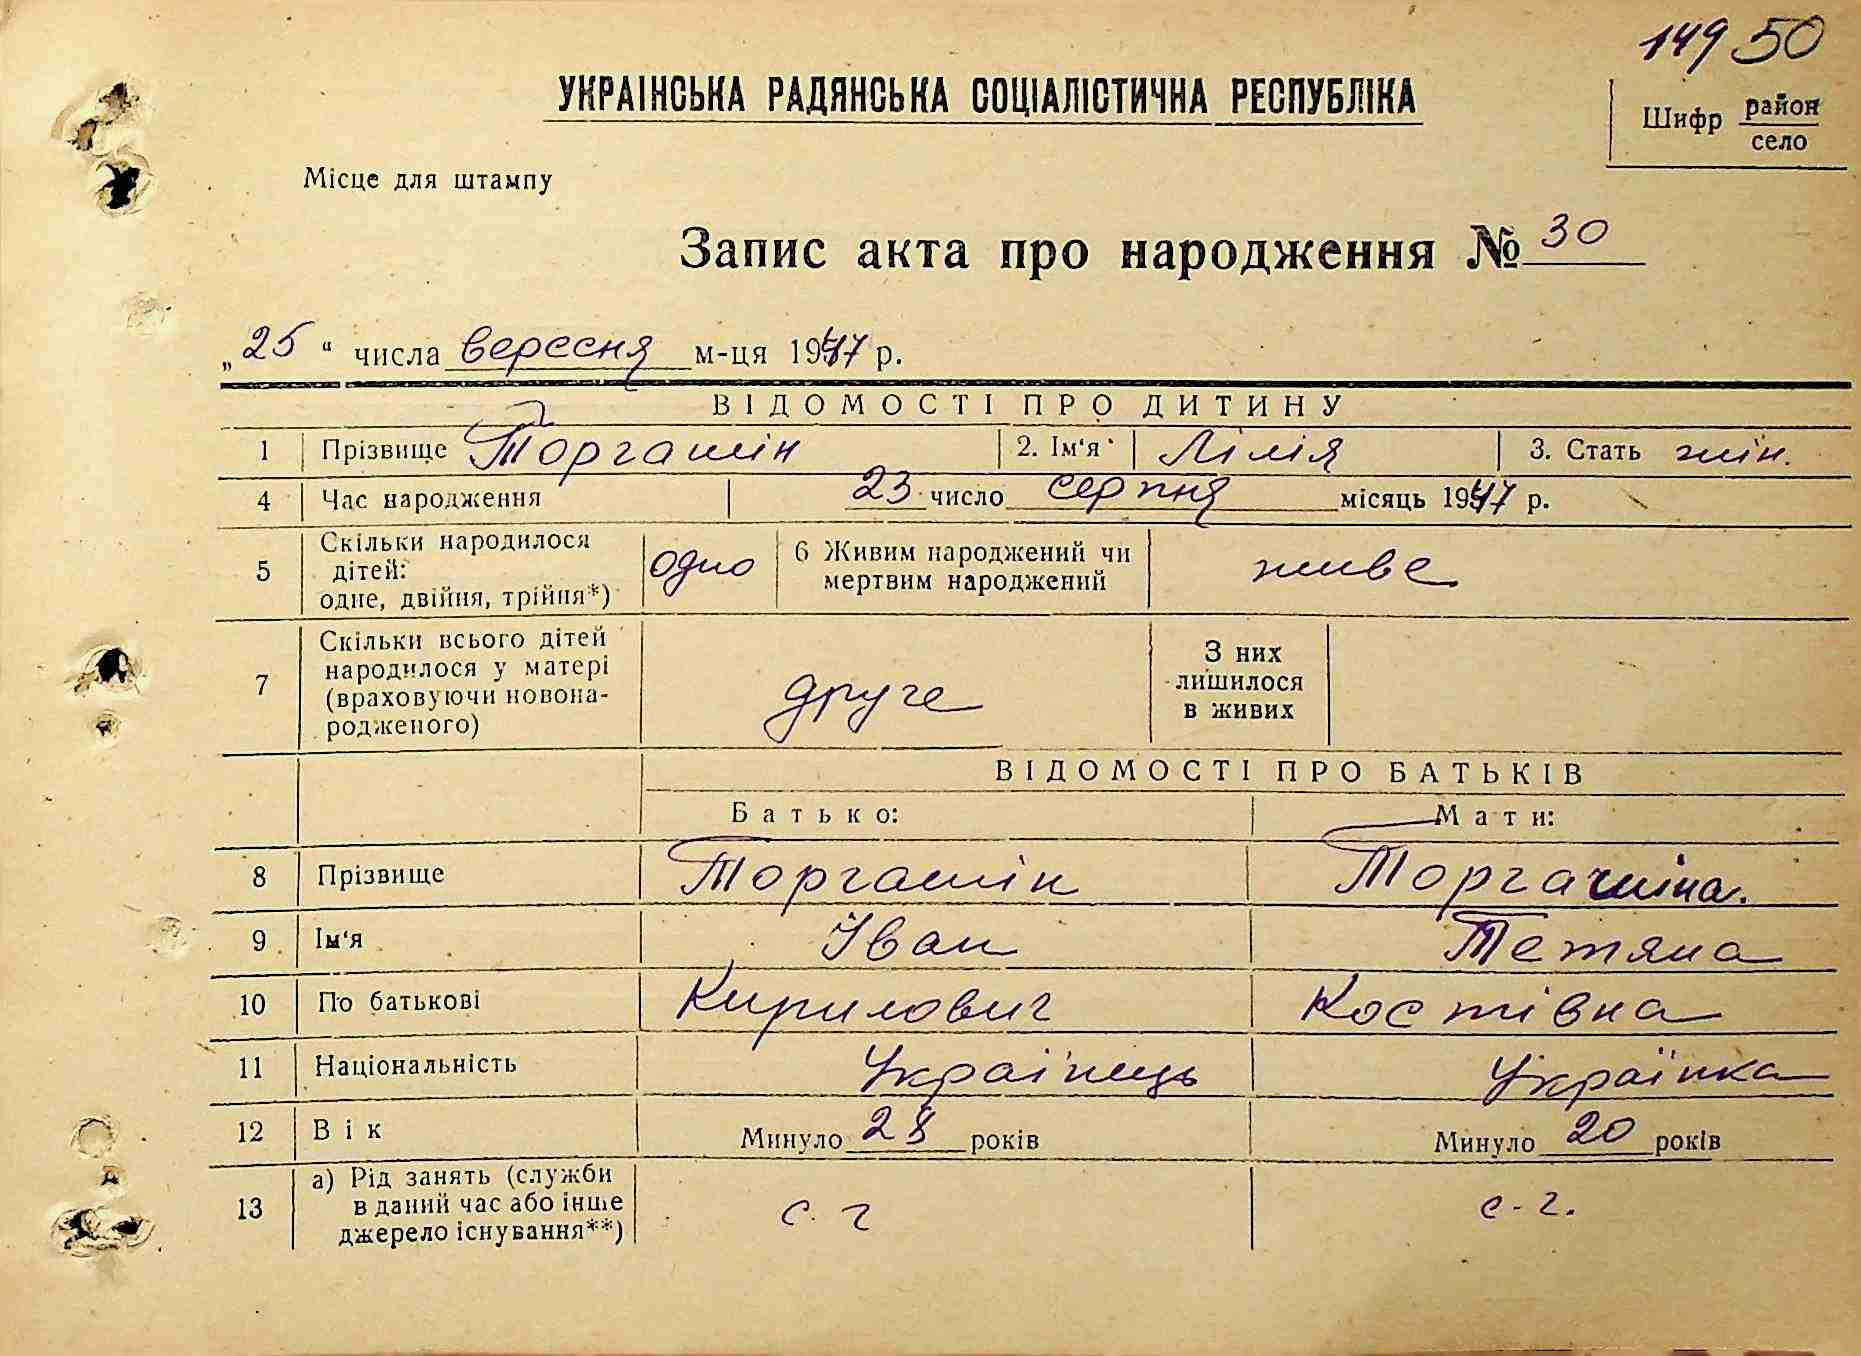 149 50
УКРАЇНСЬКА РАДЯНСЬКА СОЦІАЛІСТИЧНА РЕСПУБЛІКА
Шифр район
село
Місце для штампу
Запис акта про народження № 30
„25“ числа вересня м-ця 1947 р.
ВІДОМОСТІ ПРО ДИТИНУ
1 Прізвище Торгашін 2. Ім'я Лілія 3. Стать жін.
4 Час народження 23 число серпня місяць 1947 р.
5 Скільки народилося дітей: одне, двійня, трійня*) одно 6 Живим народжений чи мертвим народжений живе
7 Скільки всього дітей народилося у матері (враховуючи новона-родженого) друге З них лишилося в живих
ВІДОМОСТІ ПРО БАТЬКІВ
Батько: Мати:
8 Прізвище Торгашін Торгашіна.
9 Ім'я Іван Тетяна
10 По батькові Кирилович Костівна
11 Національність Українець Українка
12 Вік Минуло 28 років Минуло 20 років
13 а) Рід занять (служби в даний час або інше джерело існування**) с. г с-г.